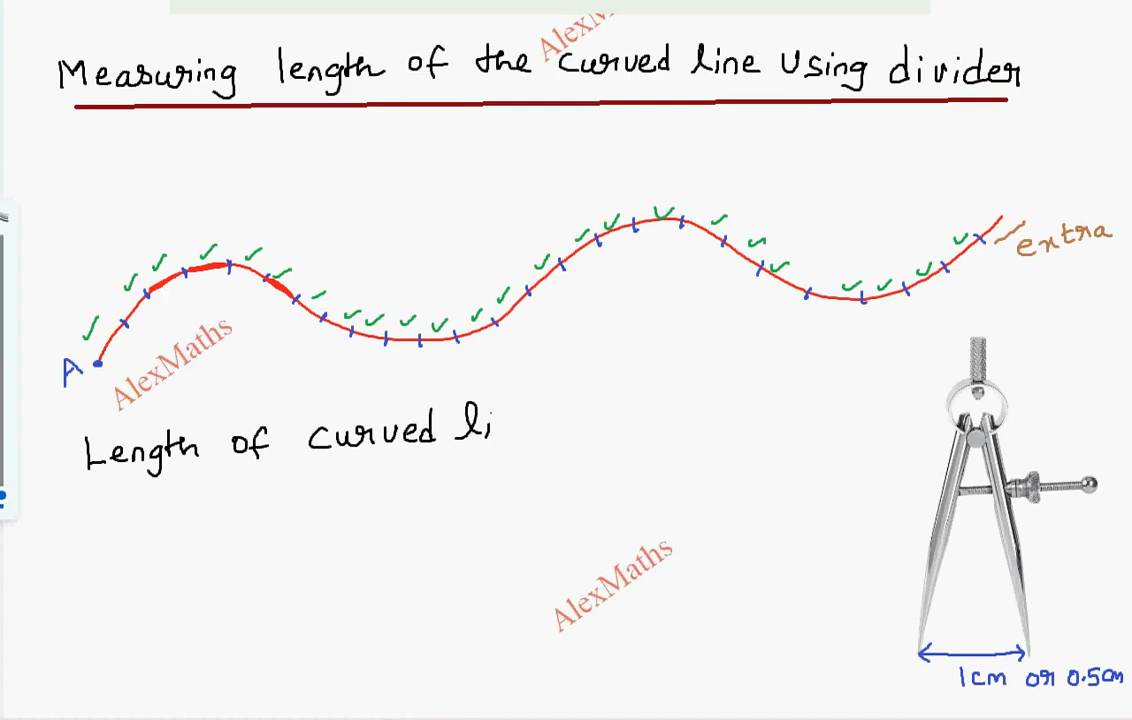 AlexM
Measuring length of the curved line using divider
extra
A
AlexMaths
Length of curved li
AlexMaths
1cm or 0.5cm